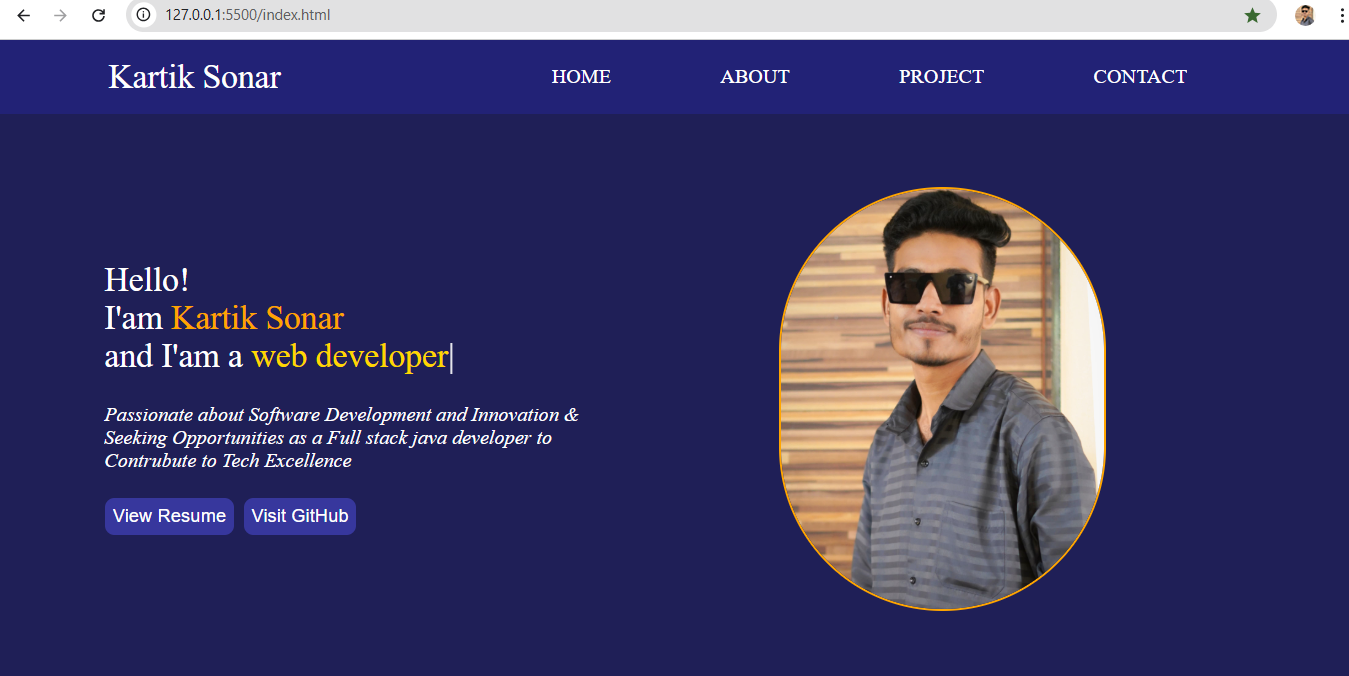 127.0.0.1:5500/index.html
Kartik Sonar HOME ABOUT PROJECT CONTACT
Hello!
I'am Kartik Sonar
and I'am a web developer|
Passionate about Software Development and Innovation &
Seeking Opportunities as a Full stack java developer to
Contrubute to Tech Excellence
View Resume Visit GitHub